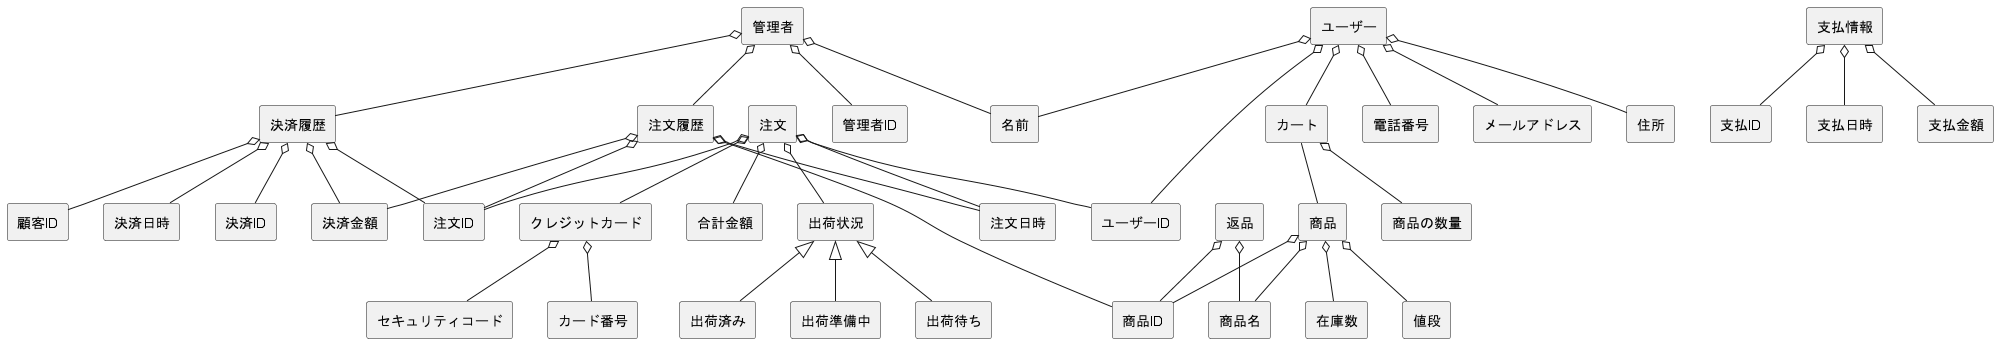 管理者
ユーザー
支払情報
決済履歴
注文履歴
注文
管理者ID
名前
カート
電話番号
メールアドレス
住所
支払ID
支払日時
支払金額
顧客ID
決済日時
決済ID
決済金額
注文ID
クレジットカード
合計金額
出荷状況
注文日時
ユーザーID
返品
商品
商品の数量
セキュリティコード
カード番号
出荷済み
出荷準備中
出荷待ち
商品ID
商品名
在庫数
値段